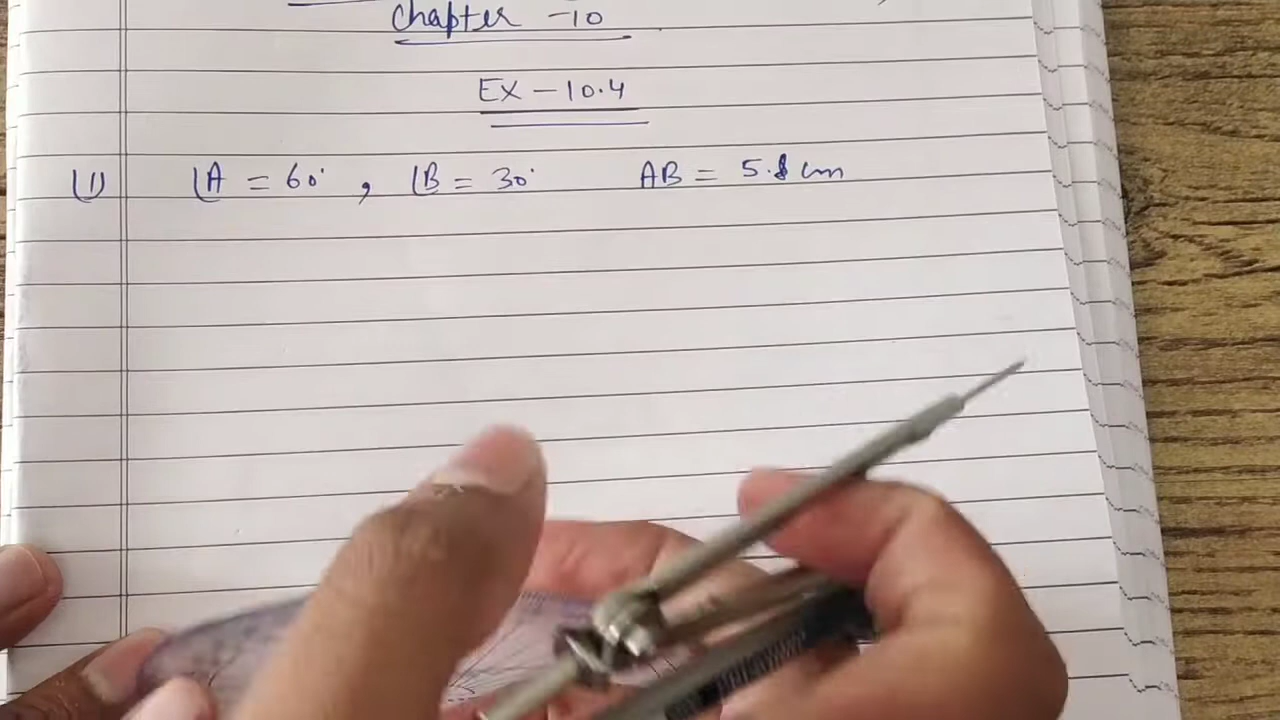 Chapter -10
EX - 10.4
(1) ∠A = 60° , ∠B = 30° AB = 5.8 cm